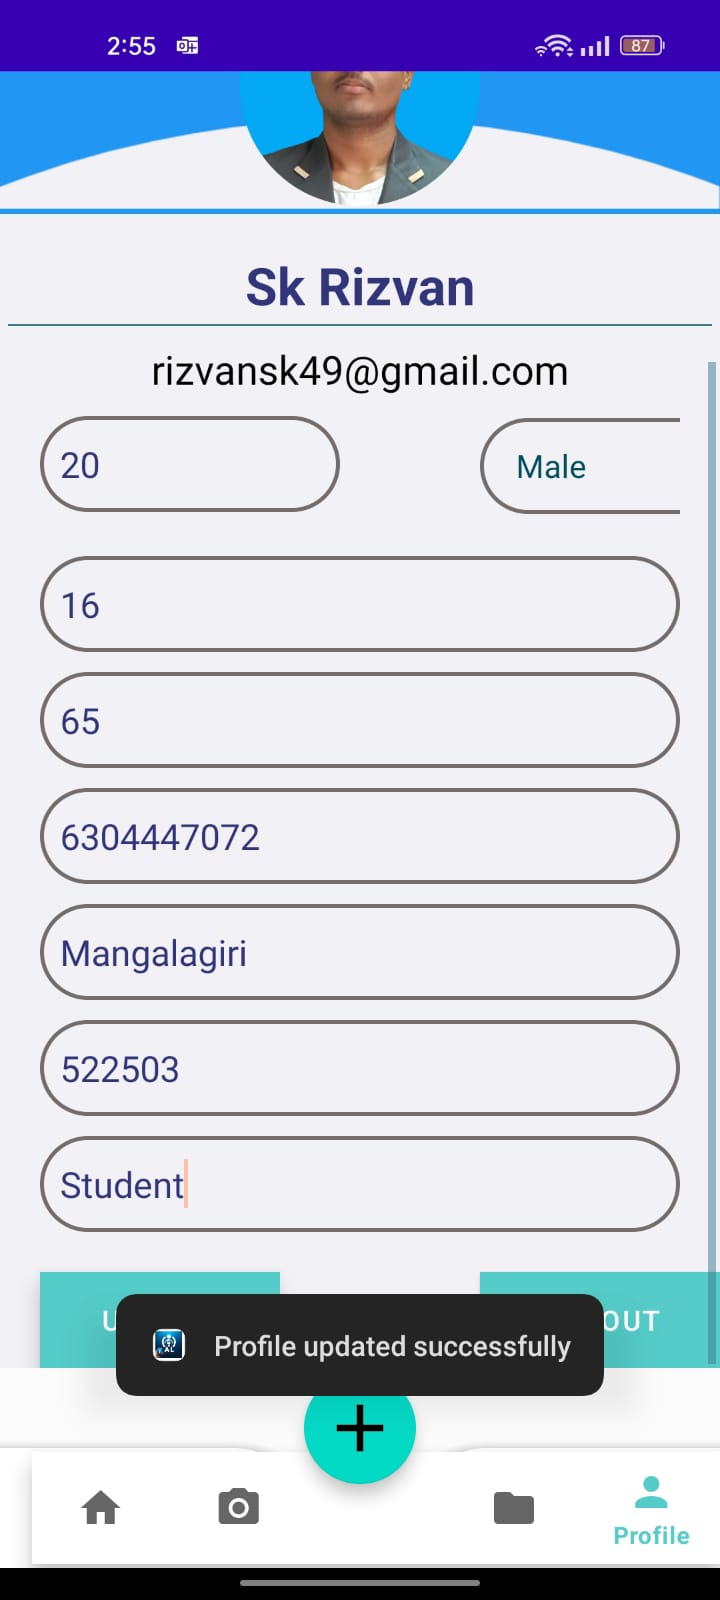 2:55
87
Sk Rizvan
rizvansk49@gmail.com
20
Male
16
65
6304447072
Mangalagiri
522503
Student
Profile updated successfully
Profile